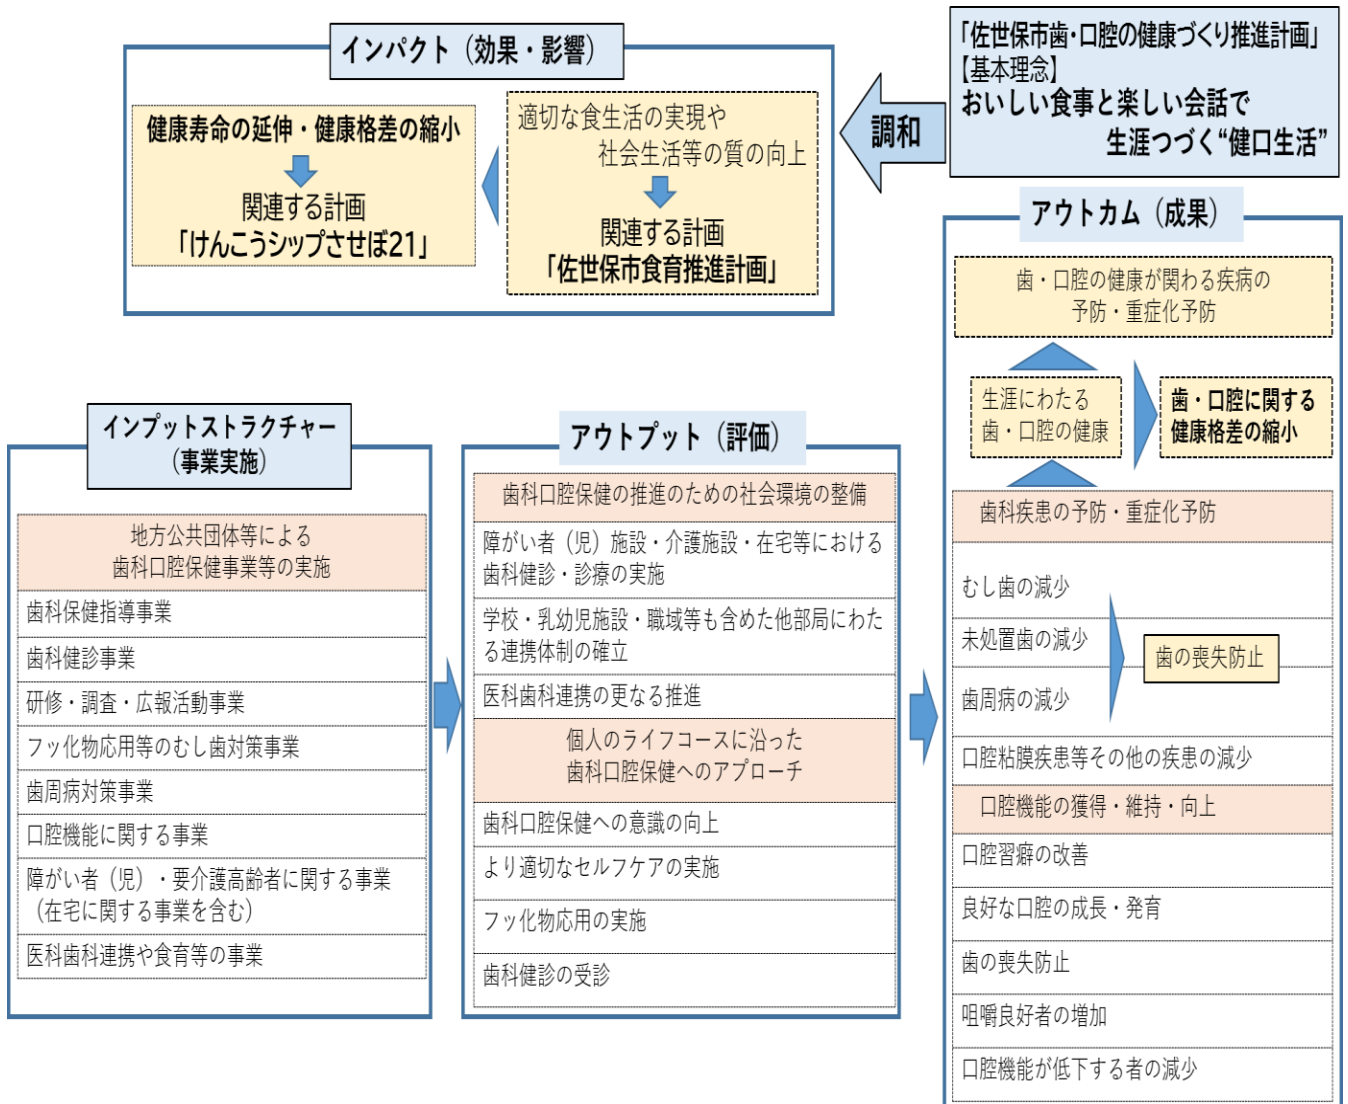 インパクト（効果・影響）
健康寿命の延伸・健康格差の縮小
関連する計画
「けんこうシップさせぼ21」
適切な食生活の実現や
社会生活等の質の向上
関連する計画
「佐世保市食育推進計画」
調和
「佐世保市歯・口腔の健康づくり推進計画」
【基本理念】
おいしい食事と楽しい会話で
生涯つづく“健口生活”
インプットストラクチャー
（事業実施）
地方公共団体等による
歯科口腔保健事業等の実施
歯科保健指導事業
歯科健診事業
研修・調査・広報活動事業
フッ化物応用等のむし歯対策事業
歯周病対策事業
口腔機能に関する事業
障がい者（児）・要介護高齢者に関する事業
（在宅に関する事業を含む）
医科歯科連携や食育等の事業
アウトプット（評価）
歯科口腔保健の推進のための社会環境の整備
障がい者（児）施設・介護施設・在宅等における
歯科健診・診療の実施
学校・乳幼児施設・職域等も含めた他部局にわた
る連携体制の確立
医科歯科連携の更なる推進
個人のライフコースに沿った
歯科口腔保健へのアプローチ
歯科口腔保健への意識の向上
より適切なセルフケアの実施
フッ化物応用の実施
歯科健診の受診
アウトカム（成果）
歯・口腔の健康が関わる疾病の
予防・重症化予防
生涯にわたる
歯・口腔の健康
歯・口腔に関する
健康格差の縮小
歯科疾患の予防・重症化予防
むし歯の減少
未処置歯の減少
歯周病の減少
歯の喪失防止
口腔粘膜疾患等その他の疾患の減少
口腔機能の獲得・維持・向上
口腔習癖の改善
良好な口腔の成長・発育
歯の喪失防止
咀嚼良好者の増加
口腔機能が低下する者の減少